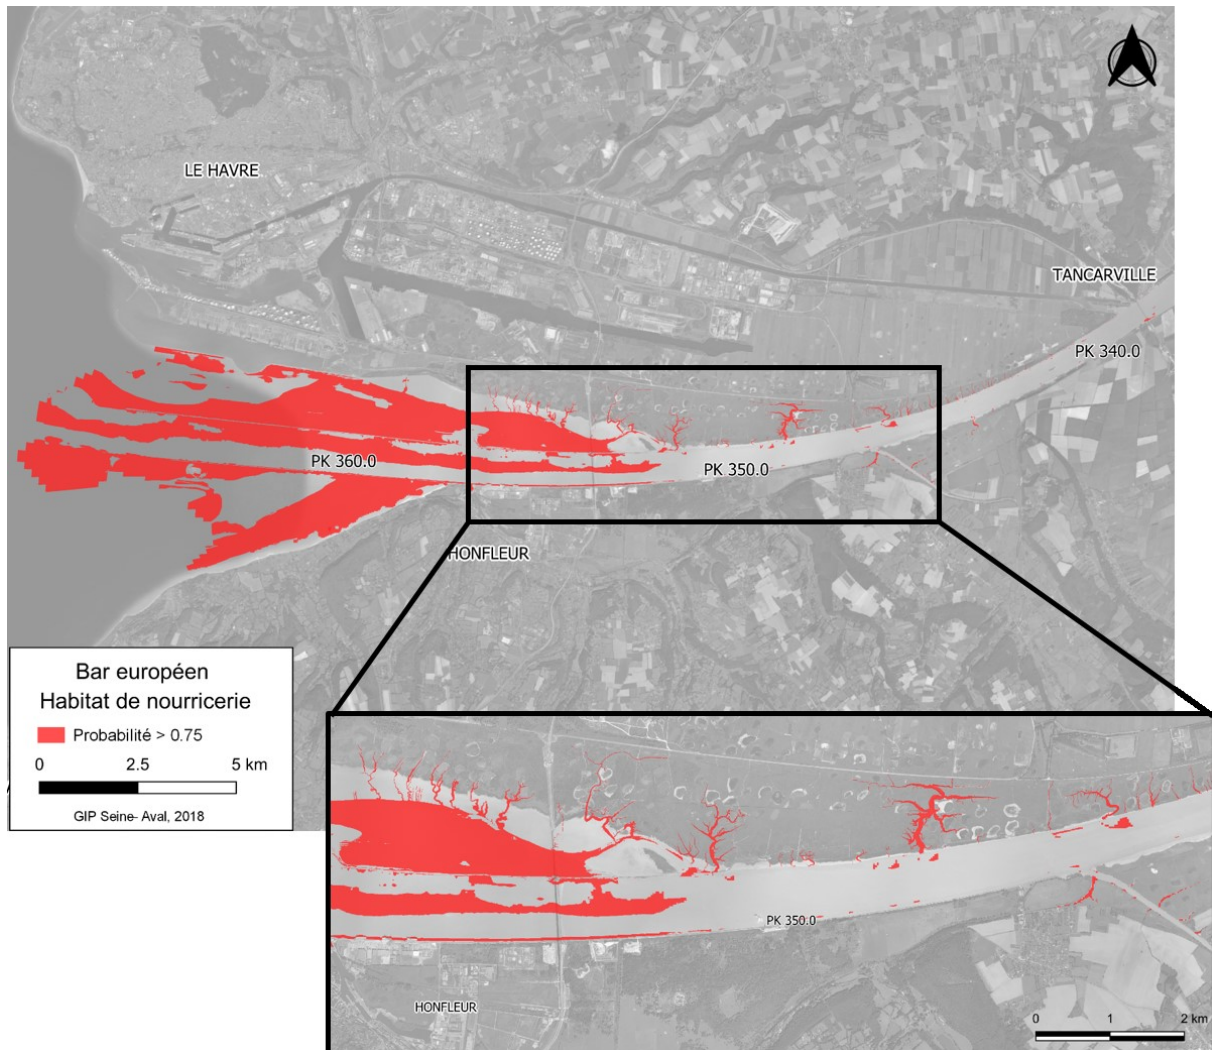 LE HAVRE
TANCARVILLE
PK 340.0
PK 360.0
PK 350.0
HONFLEUR
Bar européen
Habitat de nourricerie
Probabilité > 0.75
0 2.5 5 km
GIP Seine- Aval, 2018
PK 350.0
HONFLEUR
0 1 2 km